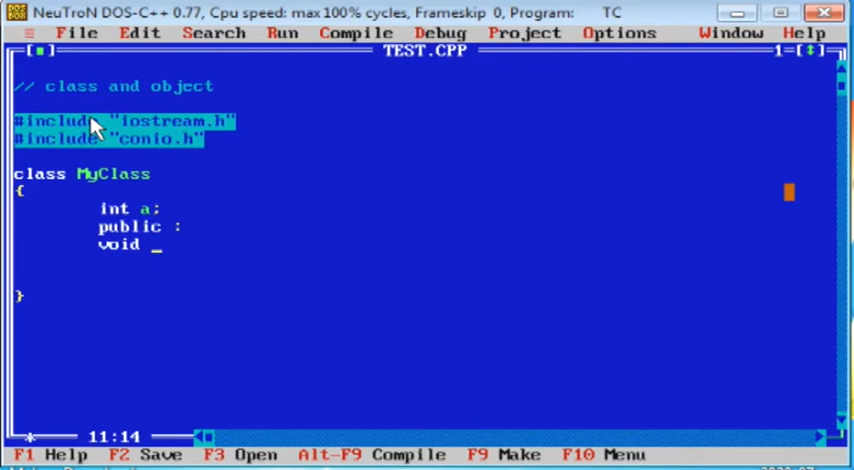 NeuTroN DOS-C++ 0.77, Cpu speed: max 100% cycles, Frameskip 0, Program: TC
≡ File Edit Search Run Compile Debug Project Options Window Help
[■] TEST.CPP 1=[↕]
// class and object
#include "iostream.h"
#include "conio.h"
class MyClass
{
int a;
public :
void _
}
* 11:14
F1 Help F2 Save F3 Open Alt-F9 Compile F9 Make F10 Menu